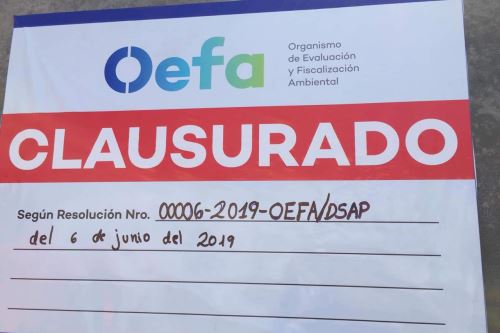 Oefa
Organismo
de Evaluación
y Fiscalización
Ambiental
CLAUSURADO
Según Resolución Nro. 00006-2019-OEFA/DSAP
del 6 de junio del 2019